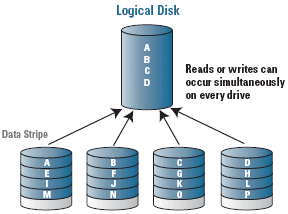 Logical Disk
A
B
C
D
Reads or writes can
occur simultaneously
on every drive
Data Stripe
A
E
I
M
B
F
J
N
C
G
K
O
D
H
L
P